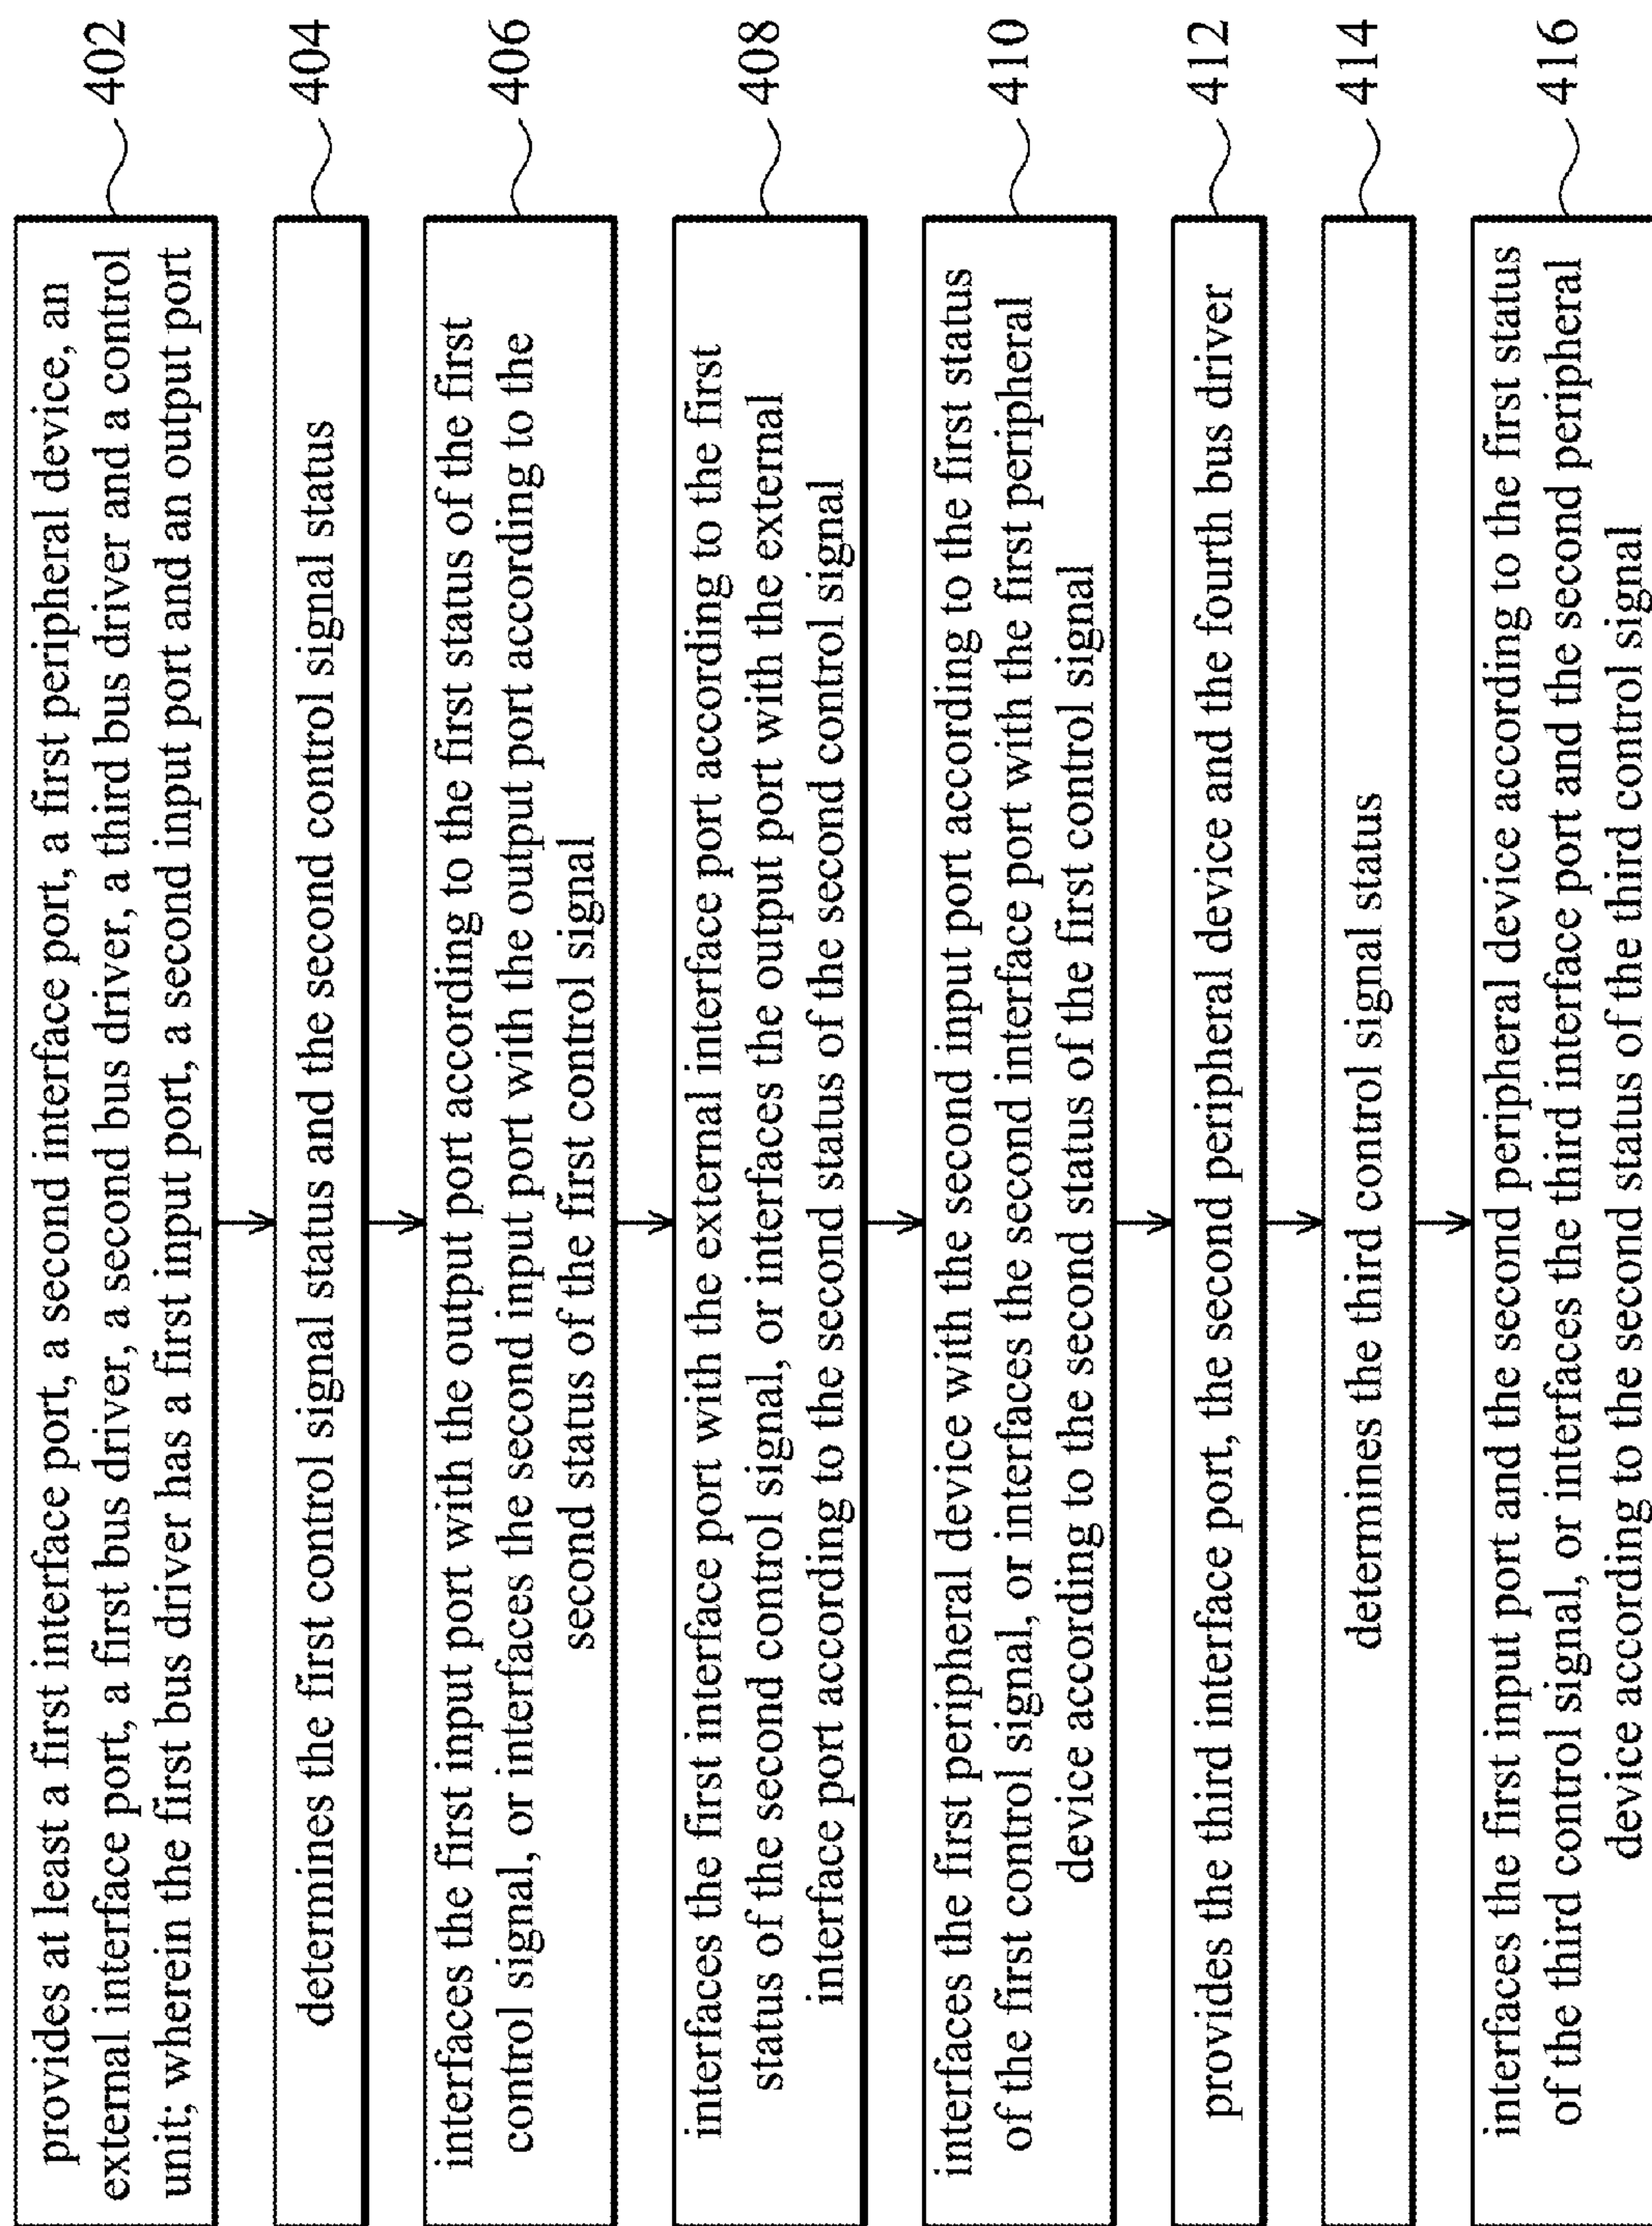 provides at least a first interface port, a second interface port, a first peripheral device, an
external interface port, a first bus driver, a second bus driver, a third bus driver and a control
unit; wherein the first bus driver has a first input port, a second input port and an output port
402
determines the first control signal status and the second control signal status
404
interfaces the first input port with the output port according to the first status of the first
control signal, or interfaces the second input port with the output port according to the
second status of the first control signal
406
interfaces the first interface port with the external interface port according to the first
status of the second control signal, or interfaces the output port with the external
interface port according to the second status of the second control signal
408
interfaces the first peripheral device with the second input port according to the first status
of the first control signal, or interfaces the second interface port with the first peripheral
device according to the second status of the first control signal
410
provides the third interface port, the second peripheral device and the fourth bus driver
412
determines the third control signal status
414
interfaces the first input port and the second peripheral device according to the first status
of the third control signal, or interfaces the third interface port and the second peripheral
device according to the second status of the third control signal
416